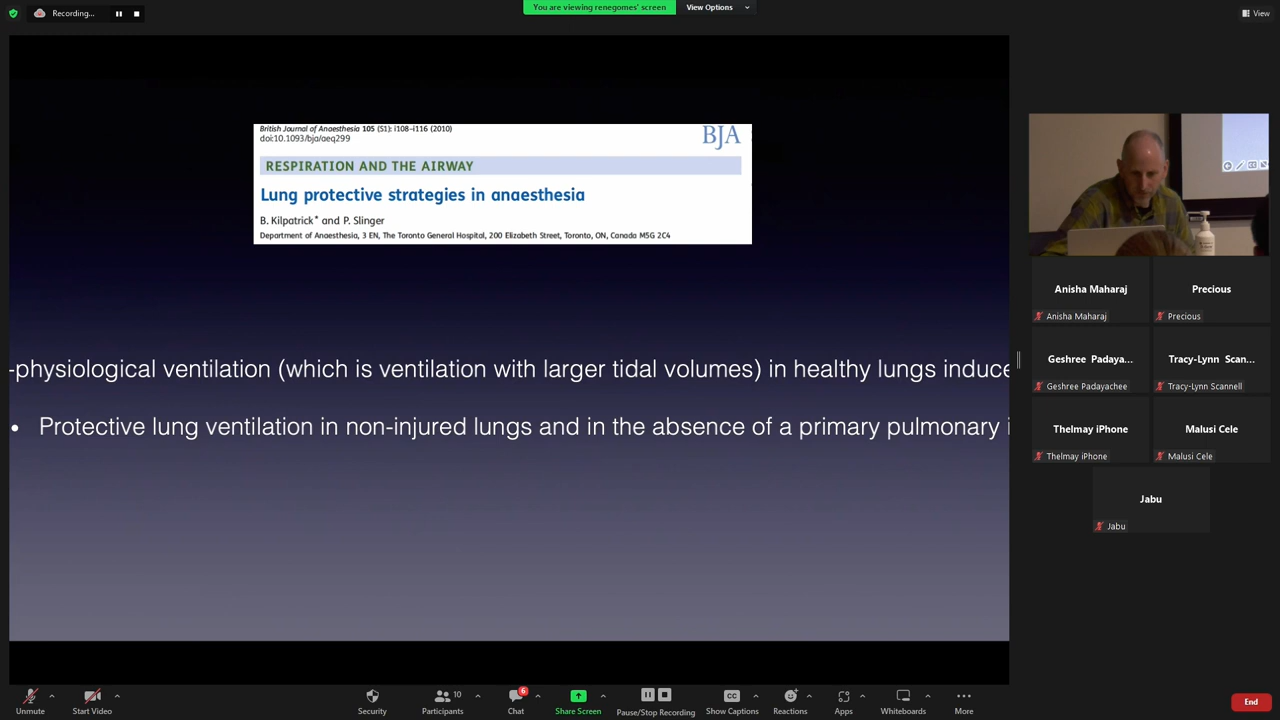 Recording...
You are viewing renegomes' screen
View Options
View
British Journal of Anaesthesia 105 (S1): i108–i116 (2010)
doi:10.1093/bja/aeq299
BJA
RESPIRATION AND THE AIRWAY
Lung protective strategies in anaesthesia
B. Kilpatrick* and P. Slinger
Department of Anaesthesia, 3 EN, The Toronto General Hospital, 200 Elizabeth Street, Toronto, ON, Canada M5G 2C4
-physiological ventilation (which is ventilation with larger tidal volumes) in healthy lungs induce
• Protective lung ventilation in non-injured lungs and in the absence of a primary pulmonary i
Anisha Maharaj
Anisha Maharaj
Precious
Precious
Geshree Padaya...
Geshree Padayachee
Tracy-Lynn Scan...
Tracy-Lynn Scannell
Thelmay iPhone
Thelmay iPhone
Malusi Cele
Malusi Cele
Jabu
Jabu
Unmute
Start Video
Security
10
Participants
6
Chat
Share Screen
Pause/Stop Recording
CC
Show Captions
Reactions
Apps
Whiteboards
More
End